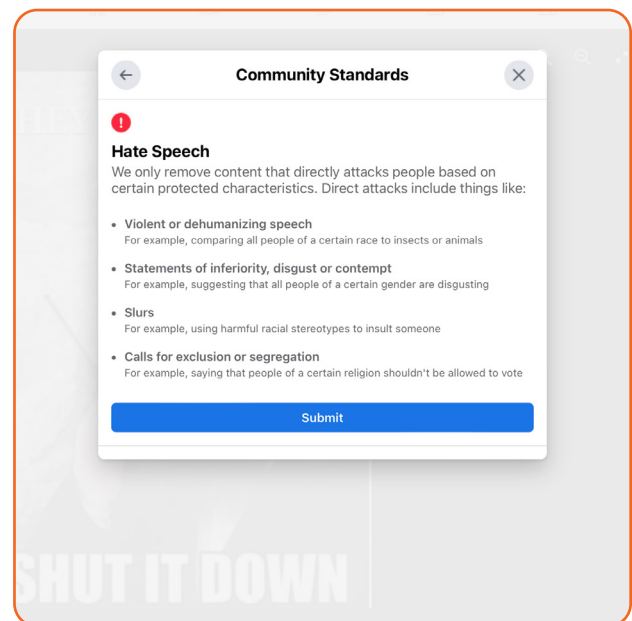 Community Standards
Hate Speech
We only remove content that directly attacks people based on
certain protected characteristics. Direct attacks include things like:
• Violent or dehumanizing speech
For example, comparing all people of a certain race to insects or animals
• Statements of inferiority, disgust or contempt
For example, suggesting that all people of a certain gender are disgusting
• Slurs
For example, using harmful racial stereotypes to insult someone
• Calls for exclusion or segregation
For example, saying that people of a certain religion shouldn't be allowed to vote
Submit
SHUT IT DOWN